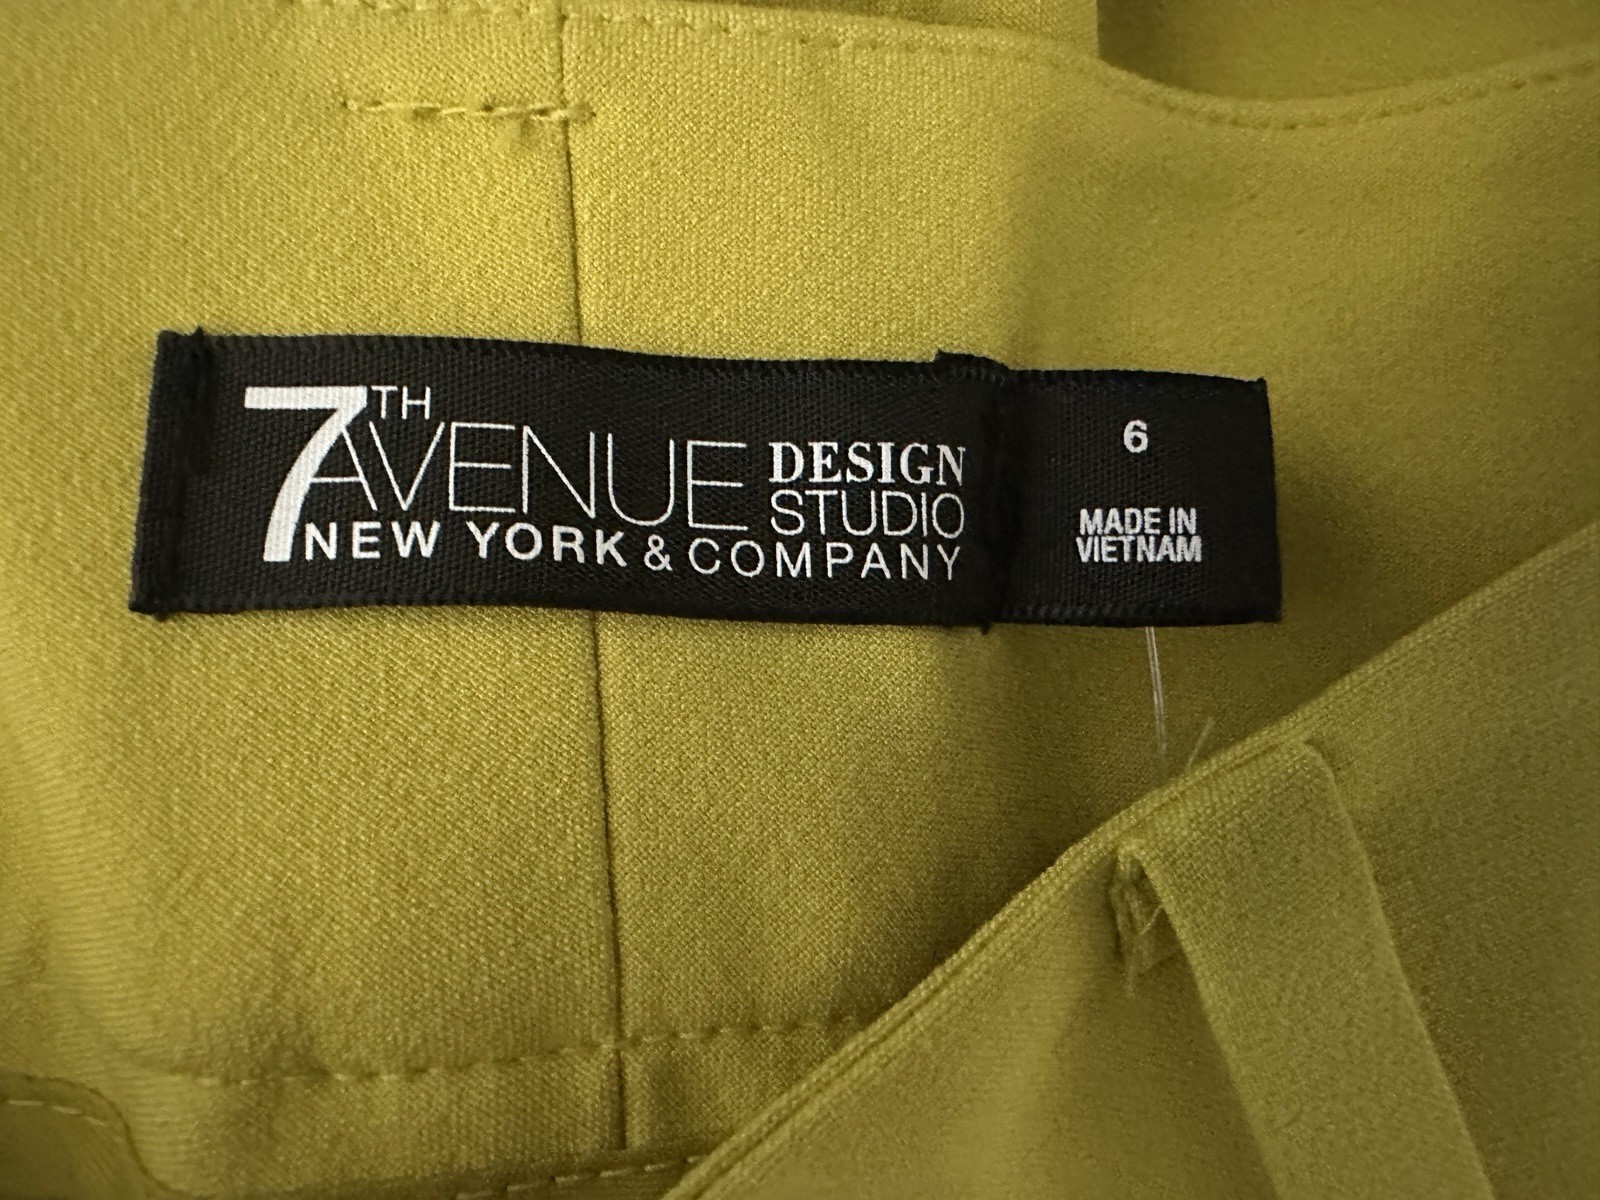 7TH
AVENUE DESIGN
STUDIO
NEW YORK & COMPANY
6
MADE IN
VIETNAM